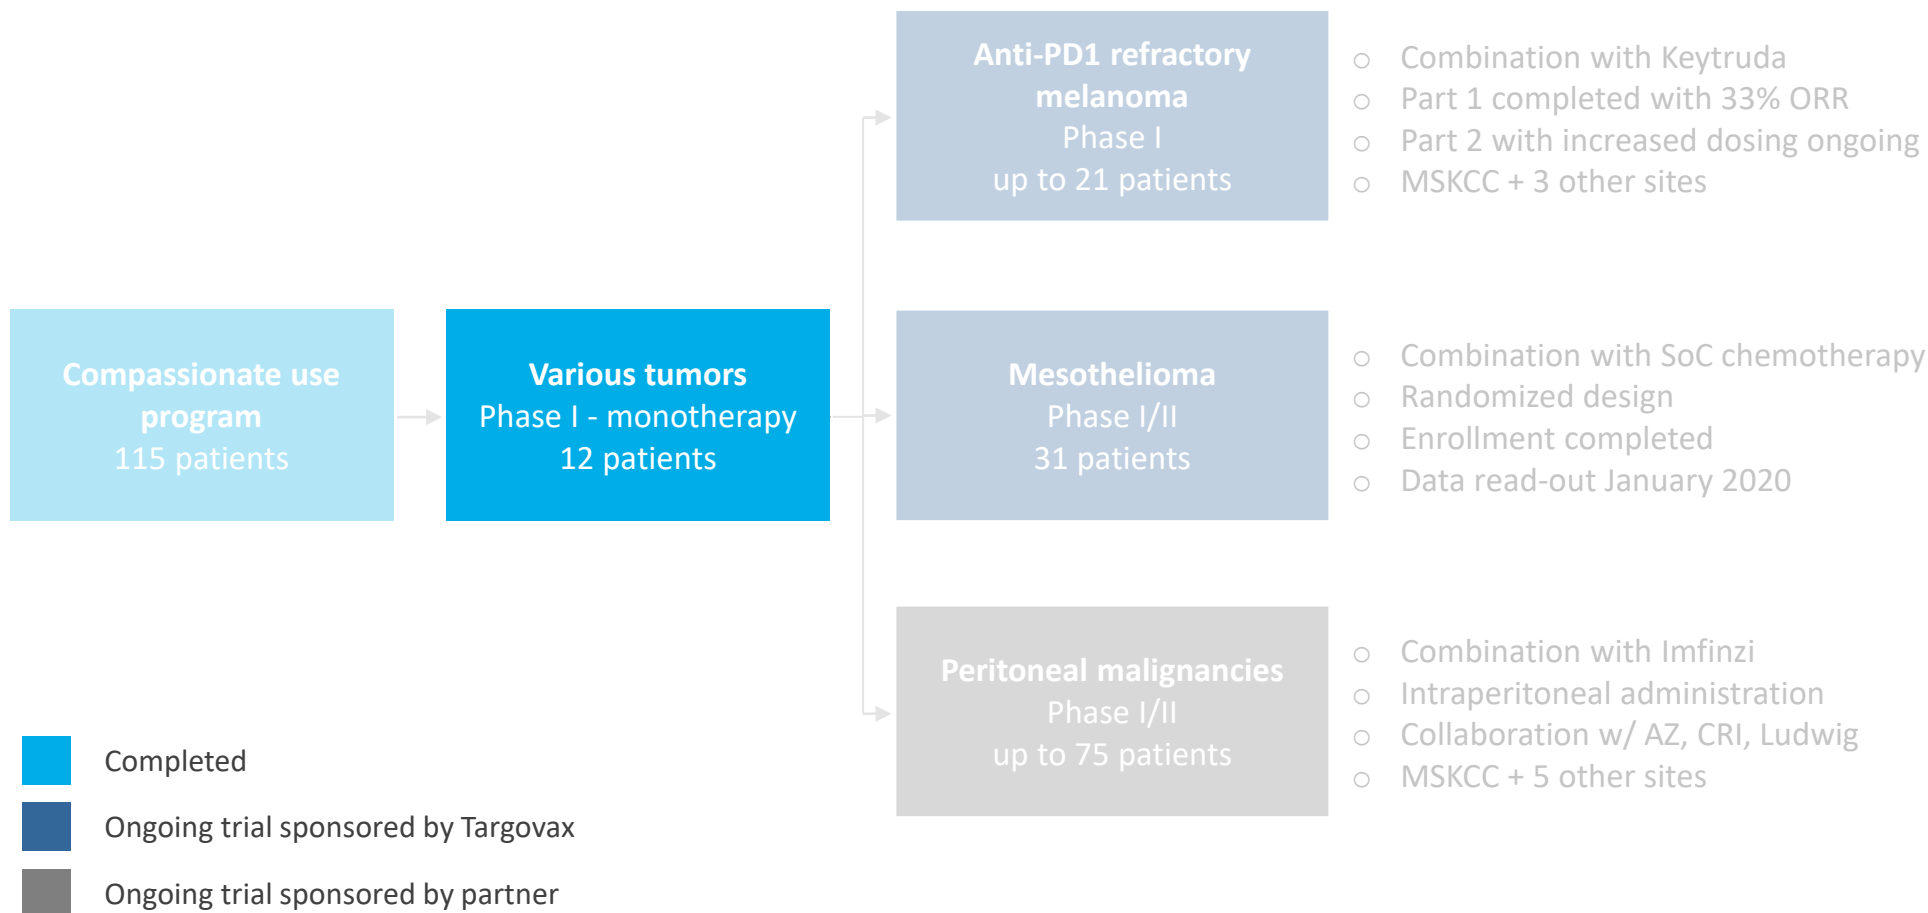 Compassionate use
program
115 patients
Various tumors
Phase I - monotherapy
12 patients
Anti-PD1 refractory
melanoma
Phase I
up to 21 patients
o Combination with Keytruda
o Part 1 completed with 33% ORR
o Part 2 with increased dosing ongoing
o MSKCC + 3 other sites
Mesothelioma
Phase I/II
31 patients
o Combination with SoC chemotherapy
o Randomized design
o Enrollment completed
o Data read-out January 2020
Peritoneal malignancies
Phase I/II
up to 75 patients
o Combination with Imfinzi
o Intraperitoneal administration
o Collaboration w/ AZ, CRI, Ludwig
o MSKCC + 5 other sites
Completed
Ongoing trial sponsored by Targovax
Ongoing trial sponsored by partner